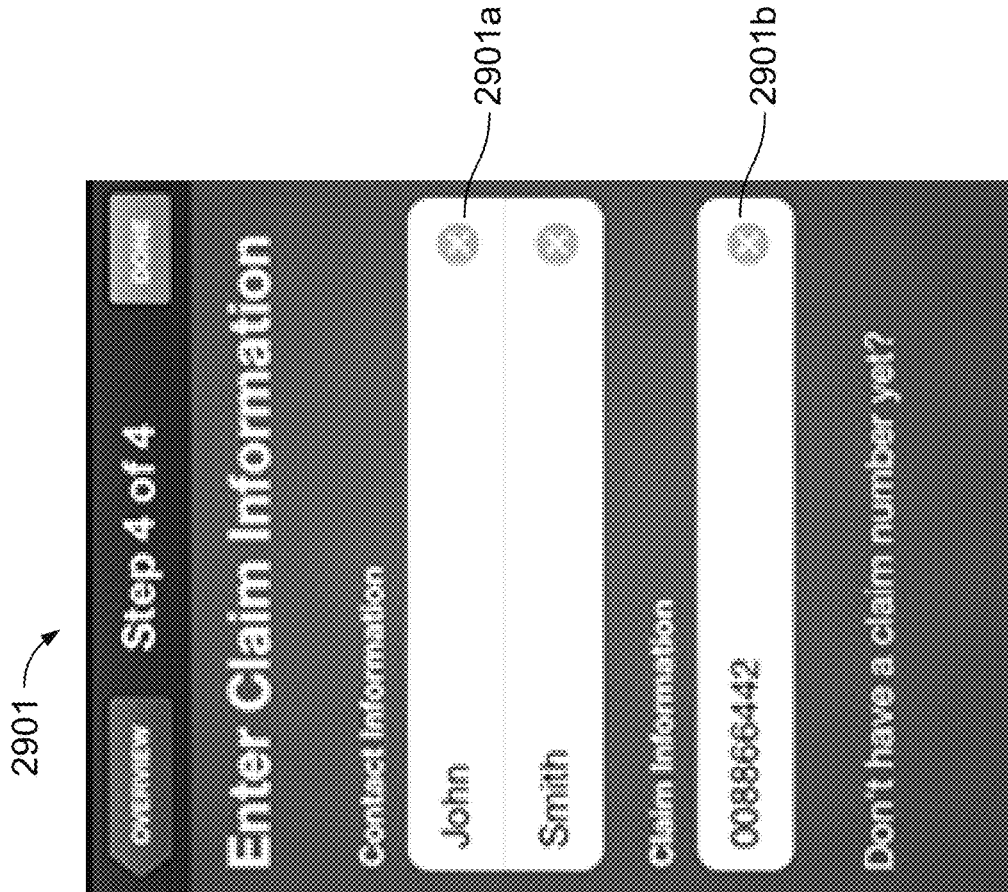 2901
OVERVIEW Step 4 of 4
Enter Claim Information
Contact Information
John
2901a
Smith
Claim Information
008866442
2901b
Don't have a claim number yet?